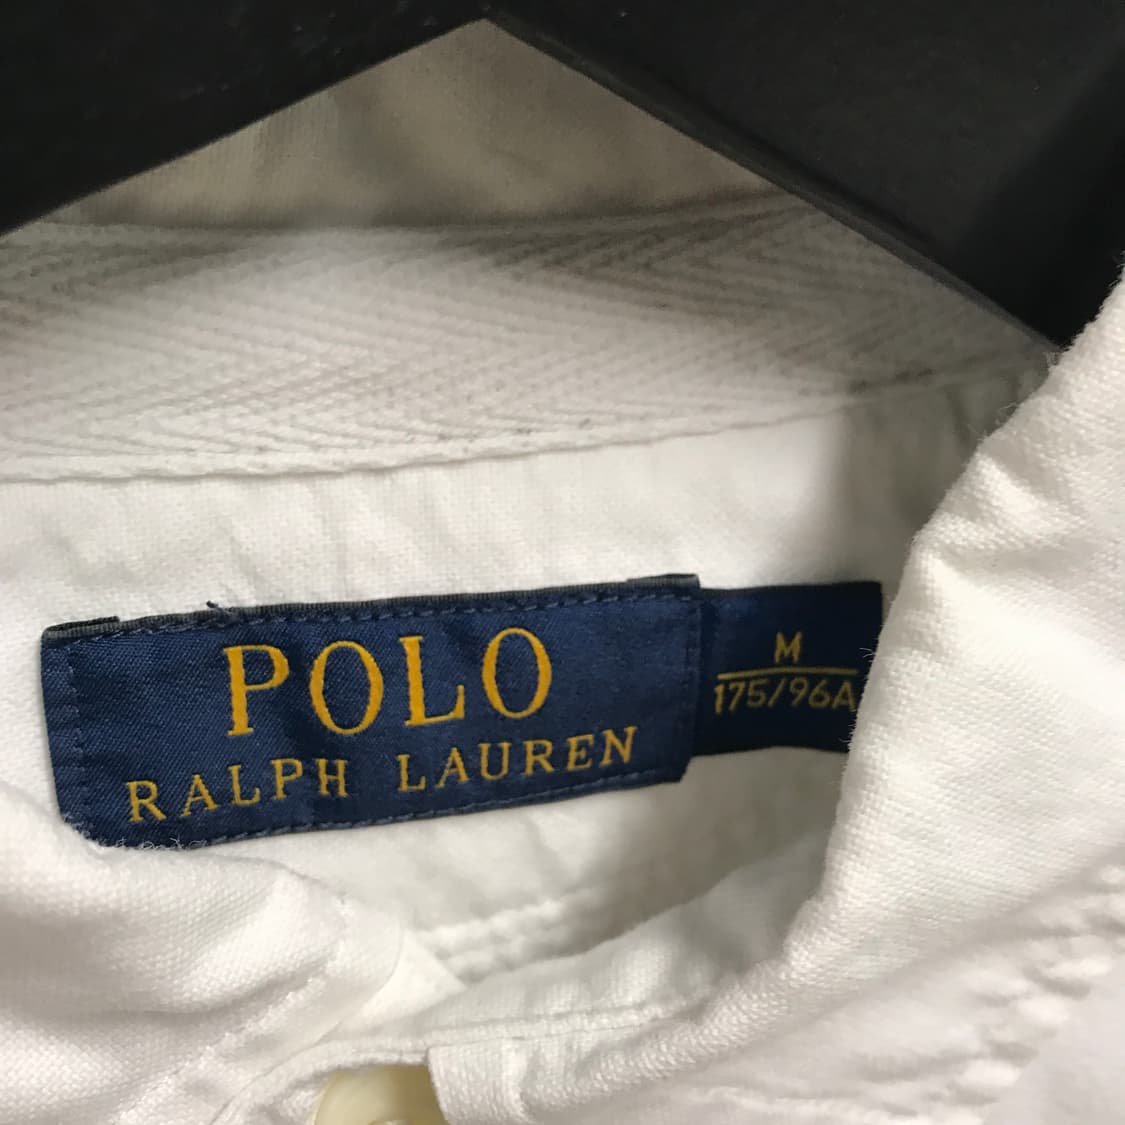 POLO
RALPH LAUREN
M
175/96A